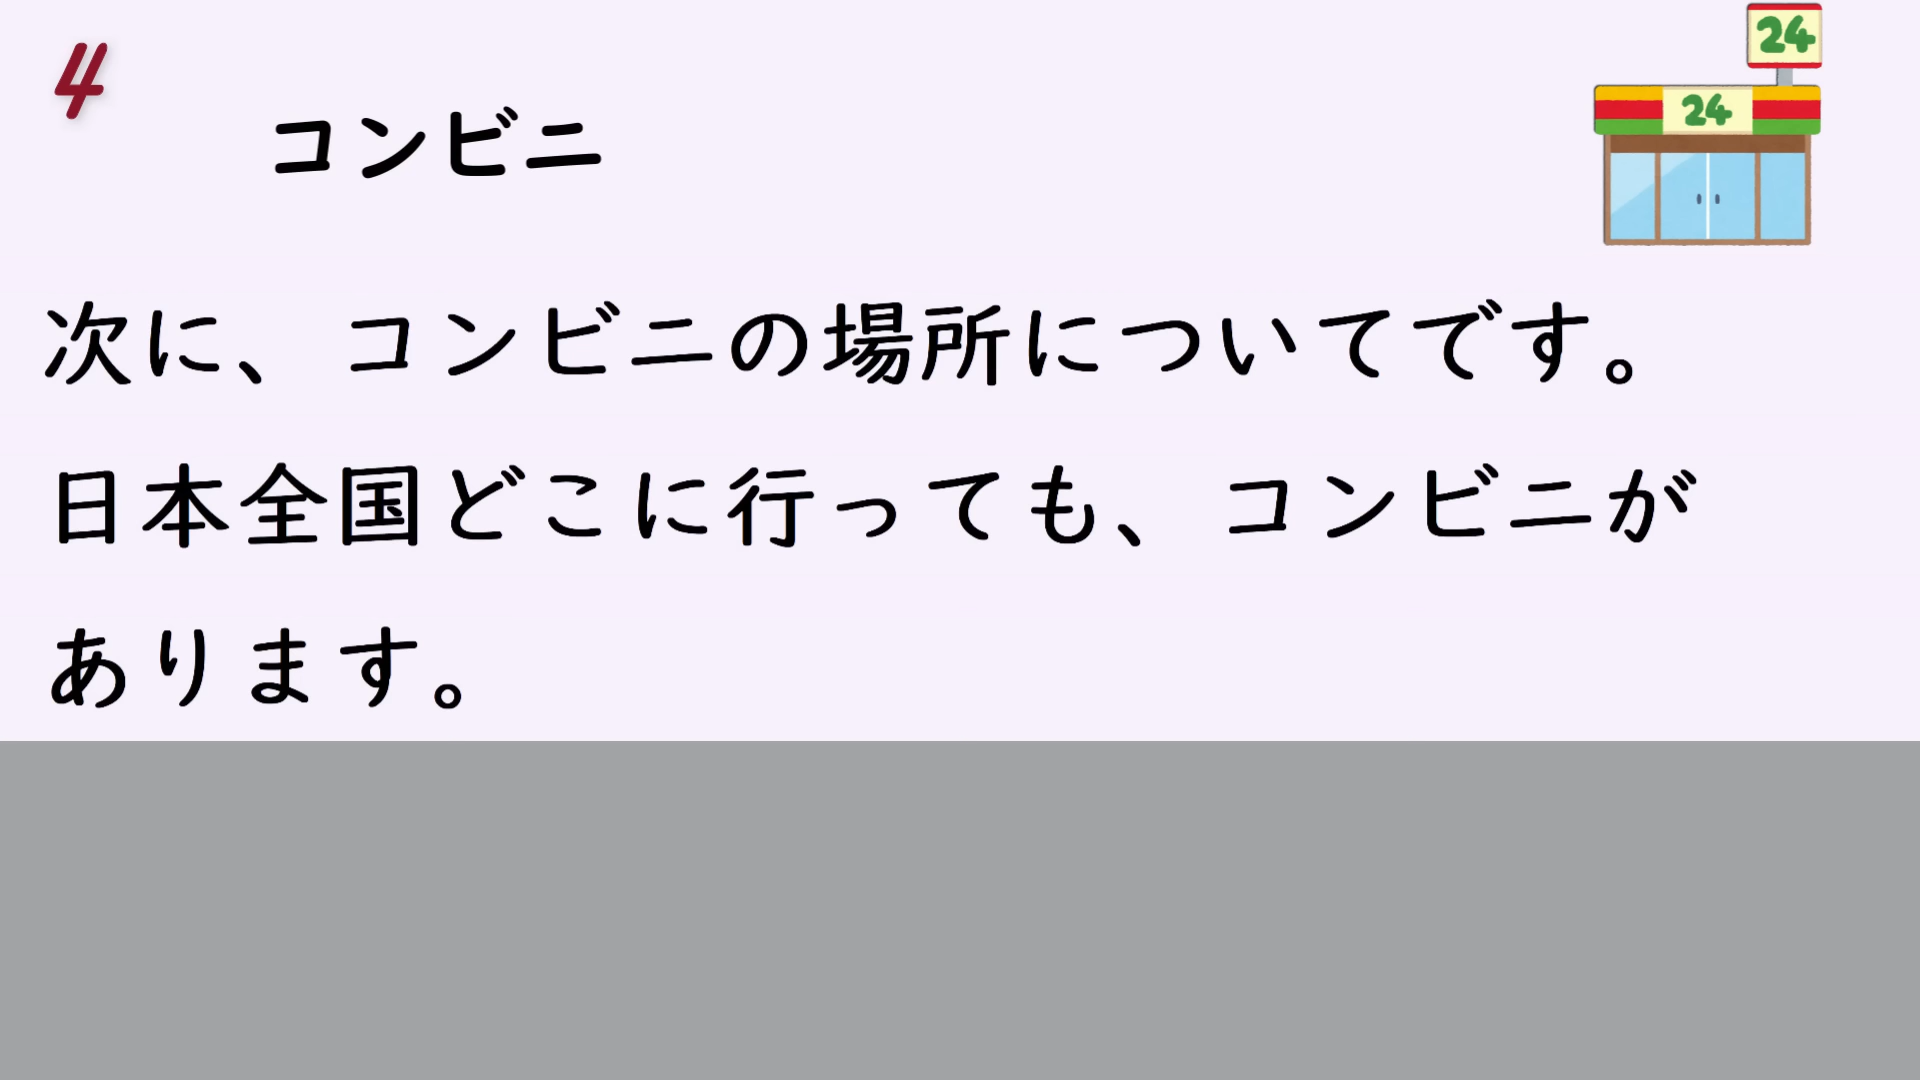 4
コンビニ
24
24
次に、コンビニの場所についてです。
日本全国どこに行っても、コンビニが
あります。